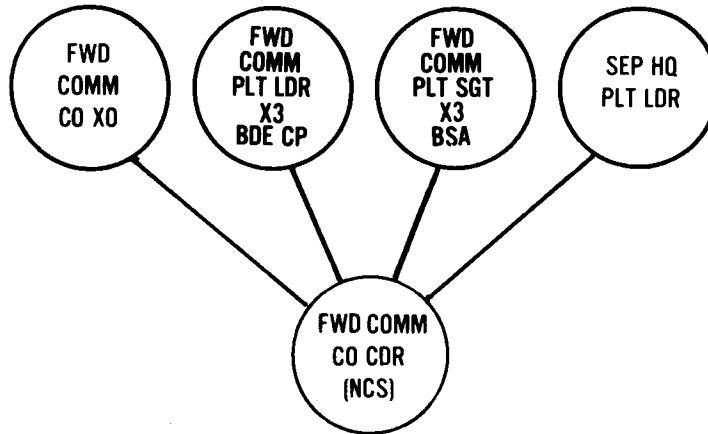 FWD
COMM
CO XO
FWD
COMM
PLT LDR
X3
BDE CP
FWD
COMM
PLT SGT
X3
BSA
SEP HQ
PLT LDR
FWD COMM
CO CDR
(NCS)